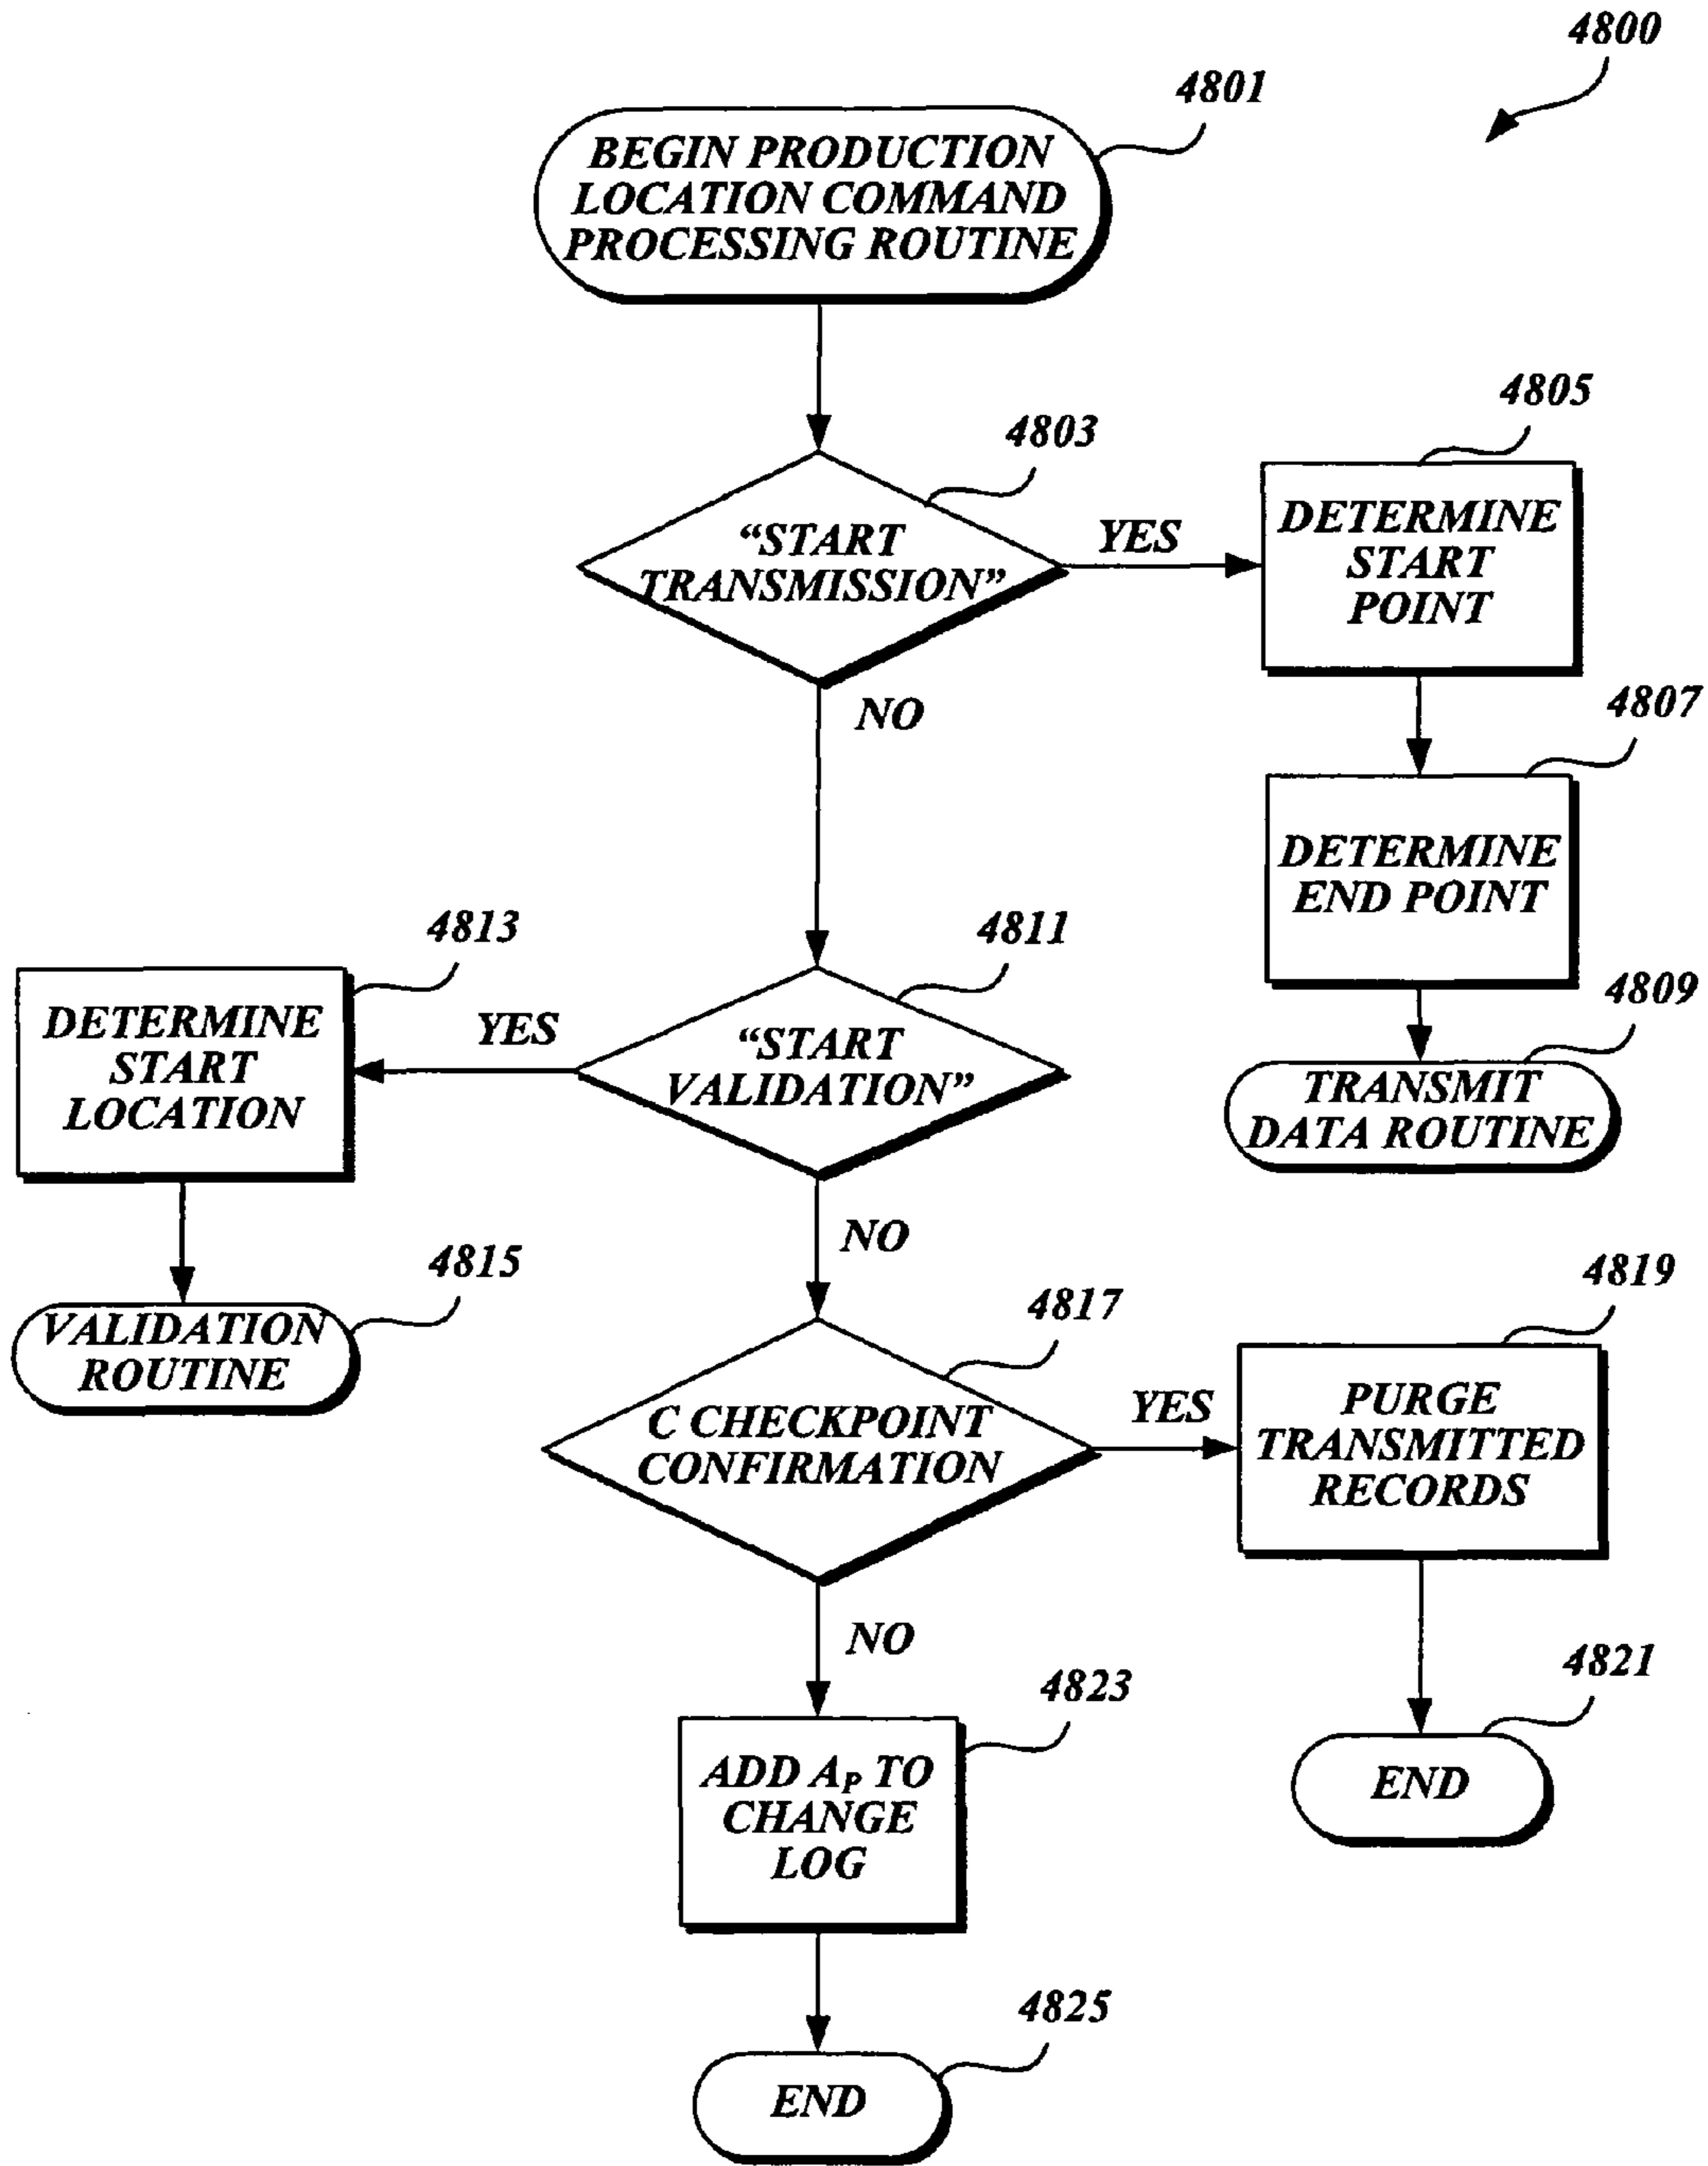 4800
4801
BEGIN PRODUCTION
LOCATION COMMAND
PROCESSING ROUTINE
4803
“START
TRANSMISSION”
YES
NO
4805
DETERMINE
START
POINT
4807
DETERMINE
END POINT
4809
TRANSMIT
DATA ROUTINE
4811
“START
VALIDATION”
YES
NO
4813
DETERMINE
START
LOCATION
4815
VALIDATION
ROUTINE
4817
C CHECKPOINT
CONFIRMATION
YES
NO
4819
PURGE
TRANSMITTED
RECORDS
4821
END
4823
ADD AP TO
CHANGE
LOG
4825
END